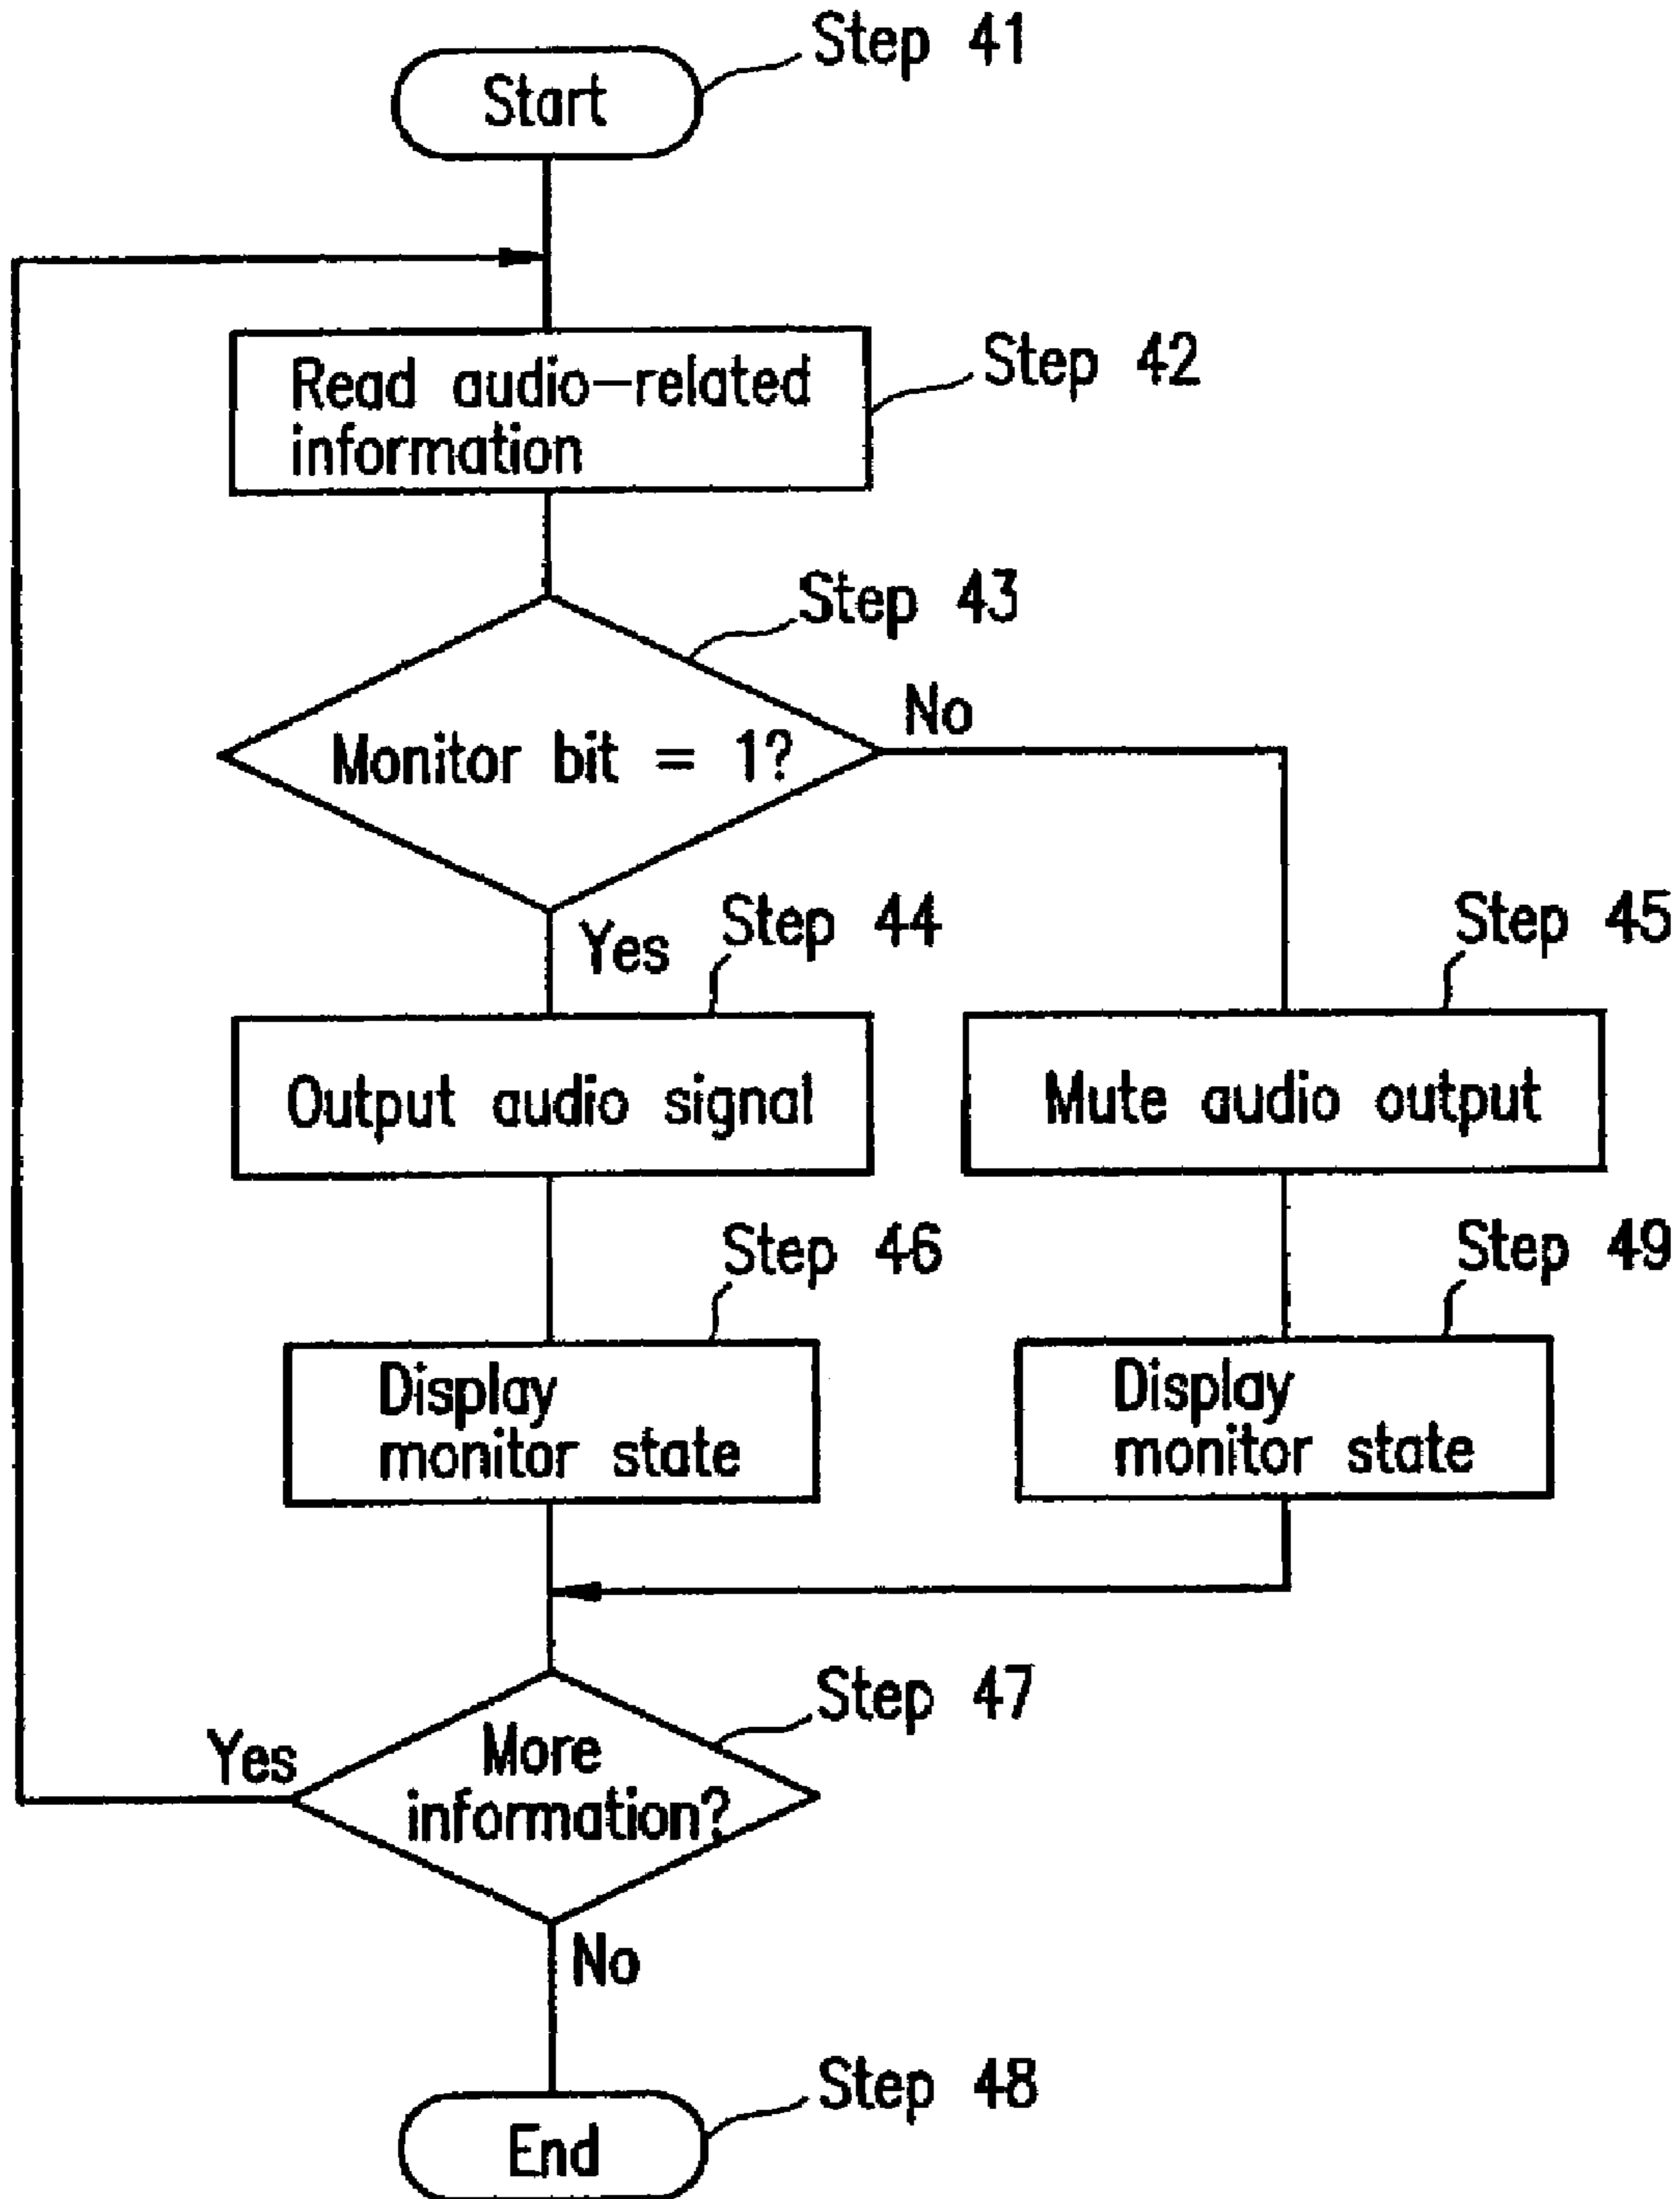 Step 41
Start
Step 42
Read audio-related
information
Step 43
Monitor bit = 1?
No
Yes
Step 44
Step 45
Output audio signal
Mute audio output
Step 46
Step 49
Display
monitor state
Display
monitor state
Step 47
Yes
More
information?
No
Step 48
End